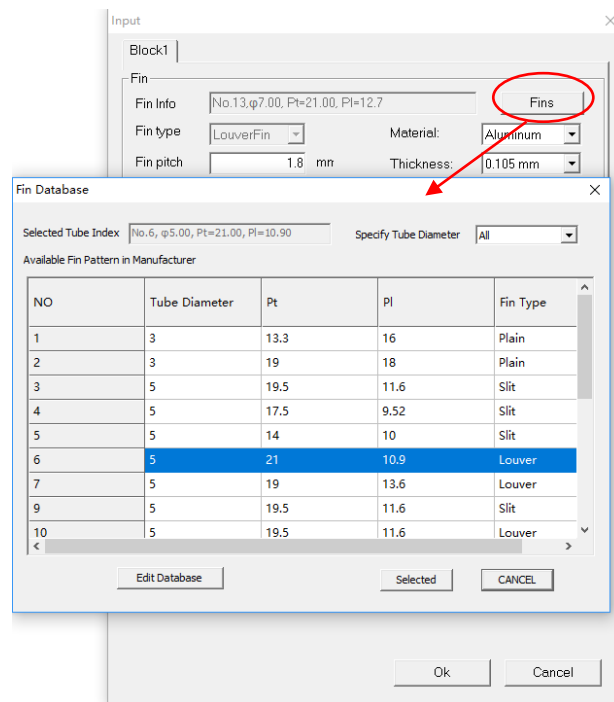 Input
Block1
Fin
Fin Info No.13,φ7.00, Pt=21.00, Pl=12.7 Fins
Fin type LouverFin Material: Aluminum
Fin pitch 1.8 mm Thickness: 0.105 mm
Fin Database
Selected Tube Index No.6, φ5.00, Pt=21.00, Pl=10.90 Specify Tube Diameter All
Available Fin Pattern in Manufacturer
NO Tube Diameter Pt Pl Fin Type
1 3 13.3 16 Plain
2 3 19 18 Plain
3 5 19.5 11.6 Slit
4 5 17.5 9.52 Slit
5 5 14 10 Slit
6 5 21 10.9 Louver
7 5 19 13.6 Louver
9 5 19.5 11.6 Slit
10 5 19.5 11.6 Louver
Edit Database Selected CANCEL
Ok Cancel